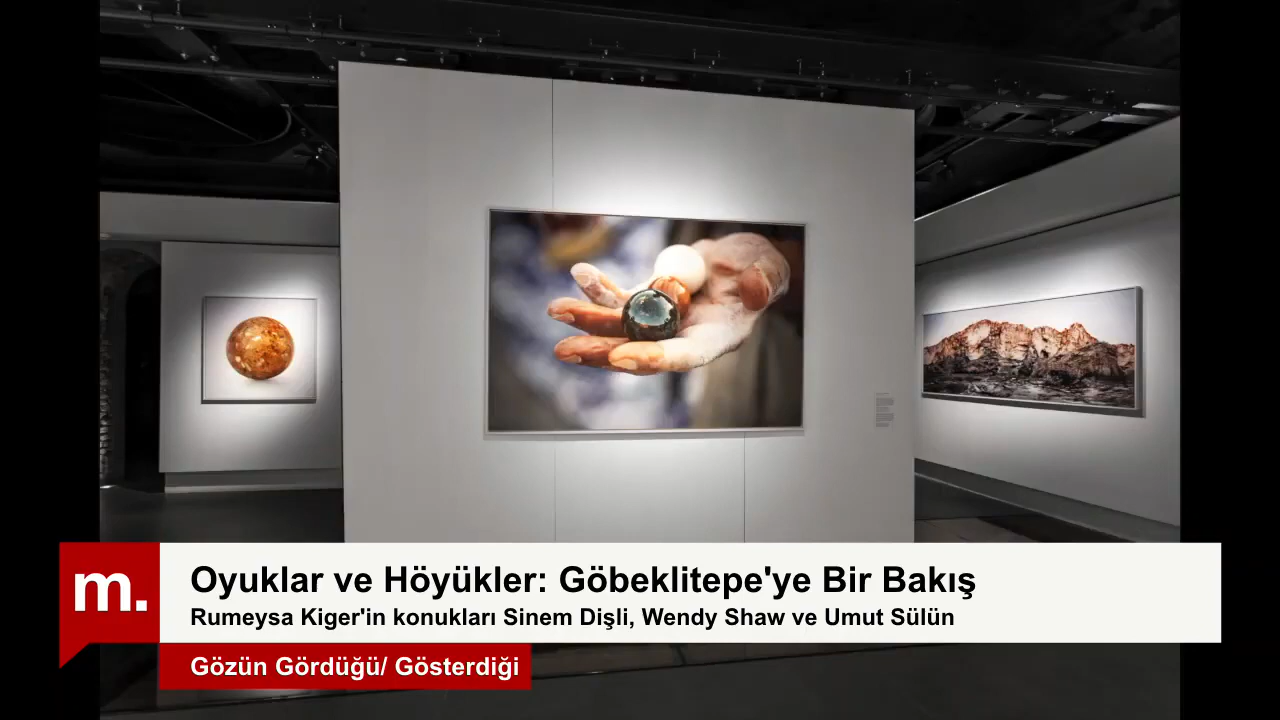 m.
Oyuklar ve Höyükler: Göbeklitepe'ye Bir Bakış
Rumeysa Kiger'in konukları Sinem Dişli, Wendy Shaw ve Umut Sülün
Gözün Gördüğü/ Gösterdiği